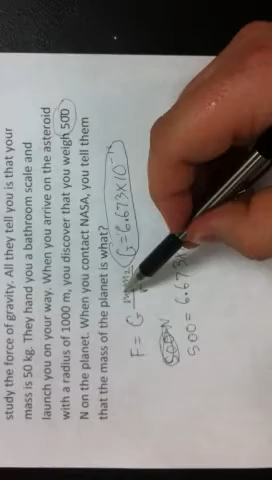 study the force of gravity. All they tell you is that your
mass is 50 kg. They hand you a bathroom scale and
launch you on your way. When you arrive on the asteroid
with a radius of 1000 m, you discover that you weigh 500
N on the planet. When you contact NASA, you tell them
that the mass of the planet is what?
F = G G = 6.673×10
500=N
500 = 6.673×